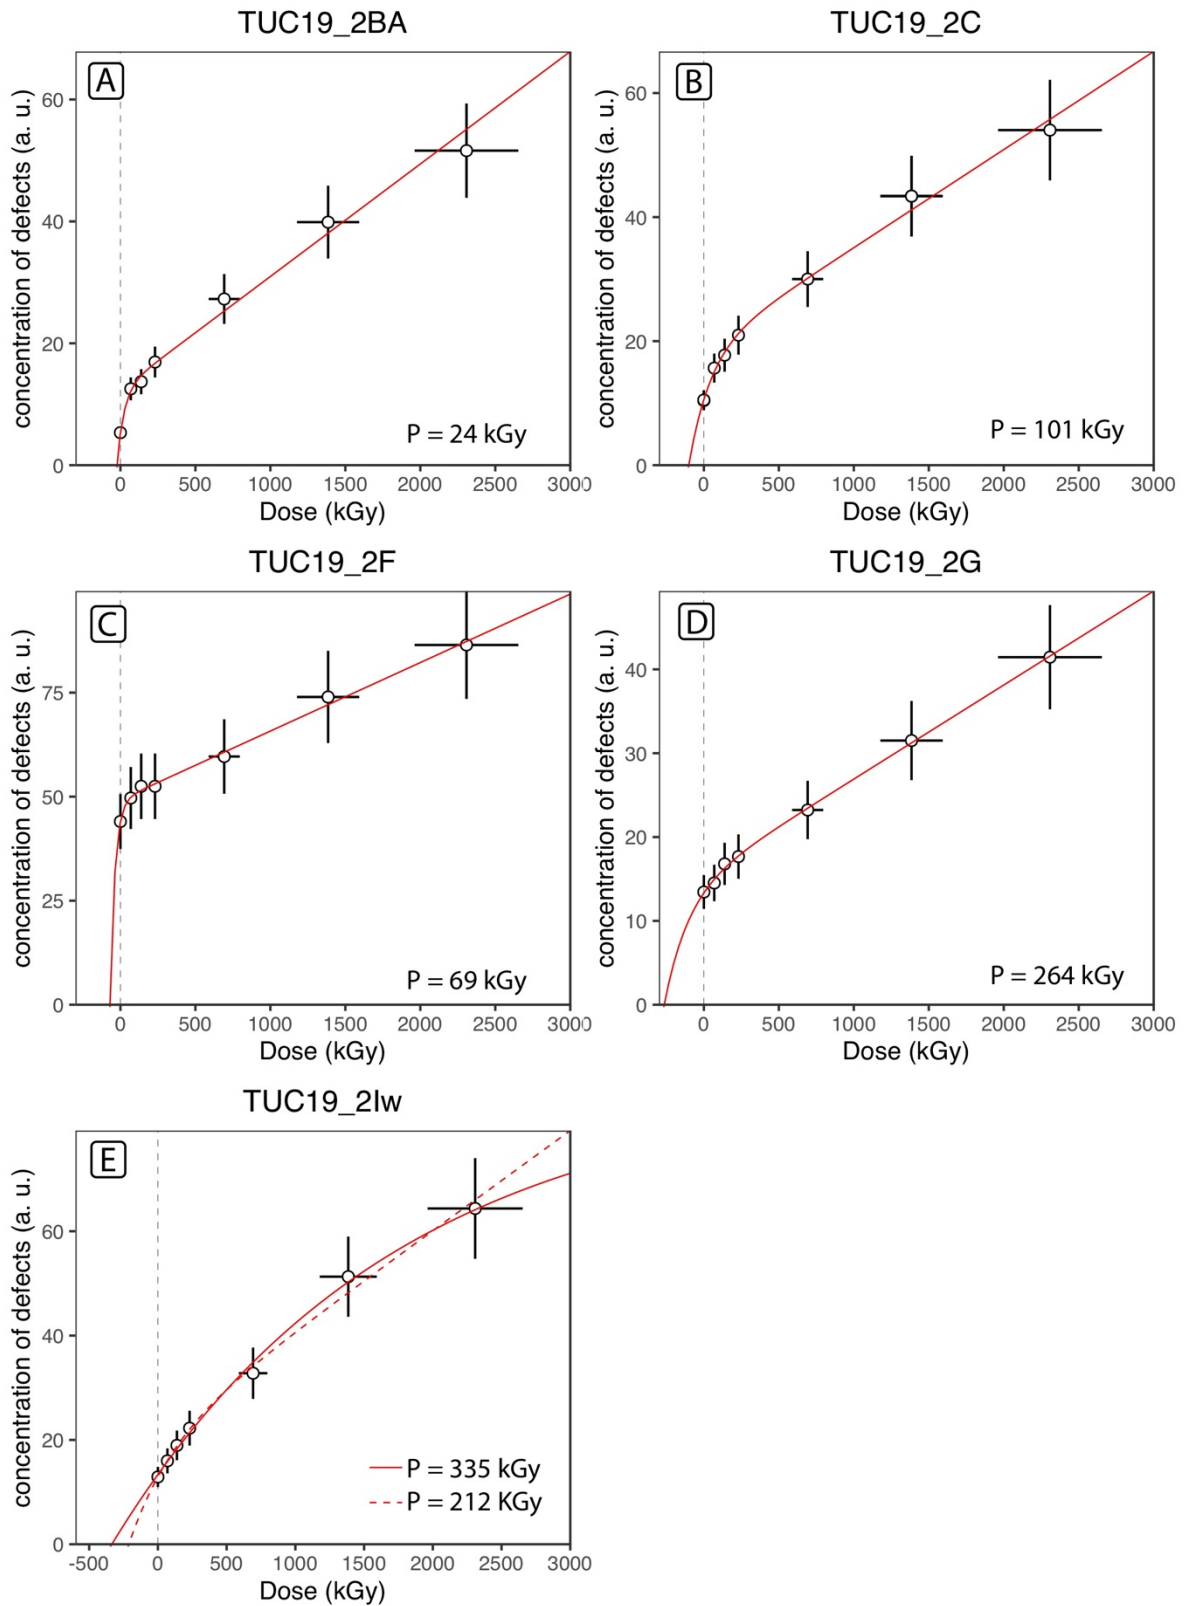 TUC19_2BA
A
concentration of defects (a. u.)
60
40
20
0
P = 24 kGy
0 500 1000 1500 2000 2500 3000
Dose (kGy)
TUC19_2C
B
concentration of defects (a. u.)
60
40
20
0
P = 101 kGy
0 500 1000 1500 2000 2500 3000
Dose (kGy)
TUC19_2F
C
concentration of defects (a. u.)
75
50
25
0
P = 69 kGy
0 500 1000 1500 2000 2500 3000
Dose (kGy)
TUC19_2G
D
concentration of defects (a. u.)
40
30
20
10
0
P = 264 kGy
0 500 1000 1500 2000 2500 3000
Dose (kGy)
TUC19_2Iw
E
concentration of defects (a. u.)
60
40
20
0
P = 335 kGy
P = 212 KGy
-500 0 500 1000 1500 2000 2500 3000
Dose (kGy)